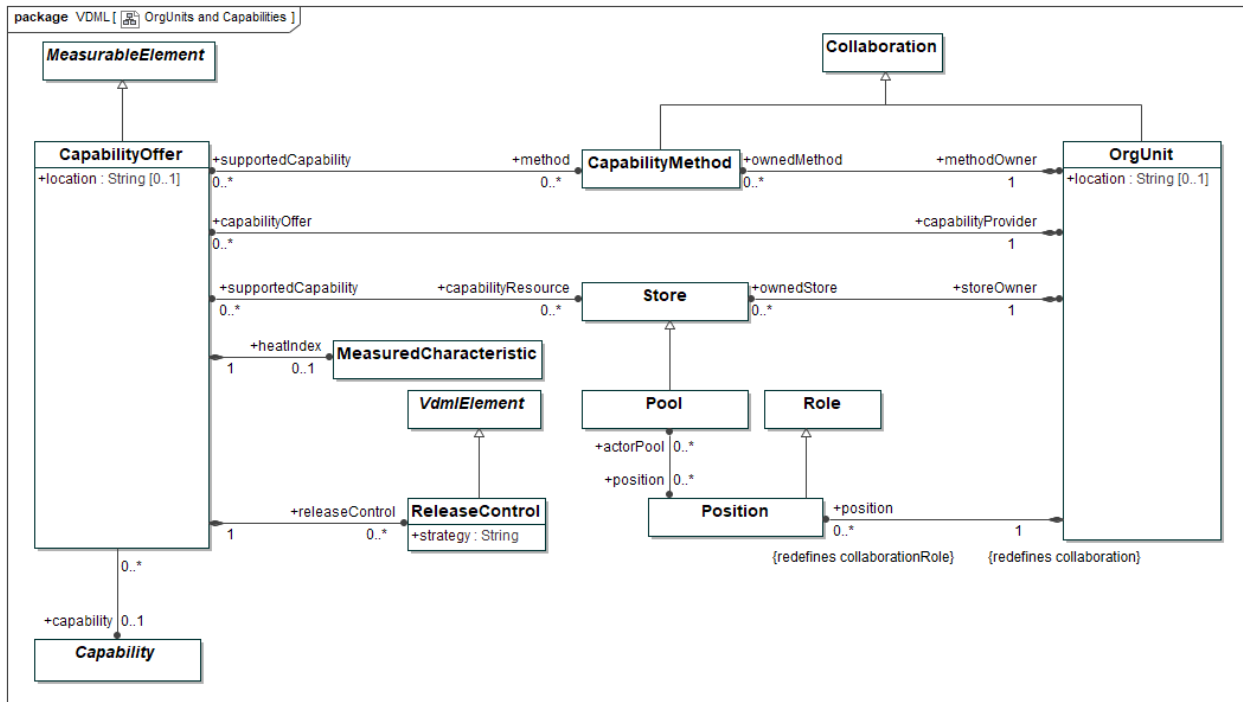 package VDML [ OrgUnits and Capabilities ]
MeasurableElement
Collaboration
CapabilityOffer
+location : String [0..1]
+supportedCapability
0..*
+method
0..*
CapabilityMethod
+ownedMethod
0..*
+methodOwner
1
OrgUnit
+location : String [0..1]
+capabilityOffer
0..*
+capabilityProvider
1
+supportedCapability
0..*
+capabilityResource
0..*
Store
+ownedStore
0..*
+storeOwner
1
+heatIndex
1
0..1
MeasuredCharacteristic
VdmlElement
Pool
Role
+actorPool
0..*
+position
0..*
+releaseControl
1
0..*
ReleaseControl
+strategy : String
Position
+position
0..*
1
{redefines collaborationRole}
{redefines collaboration}
0..*
+capability
0..1
Capability